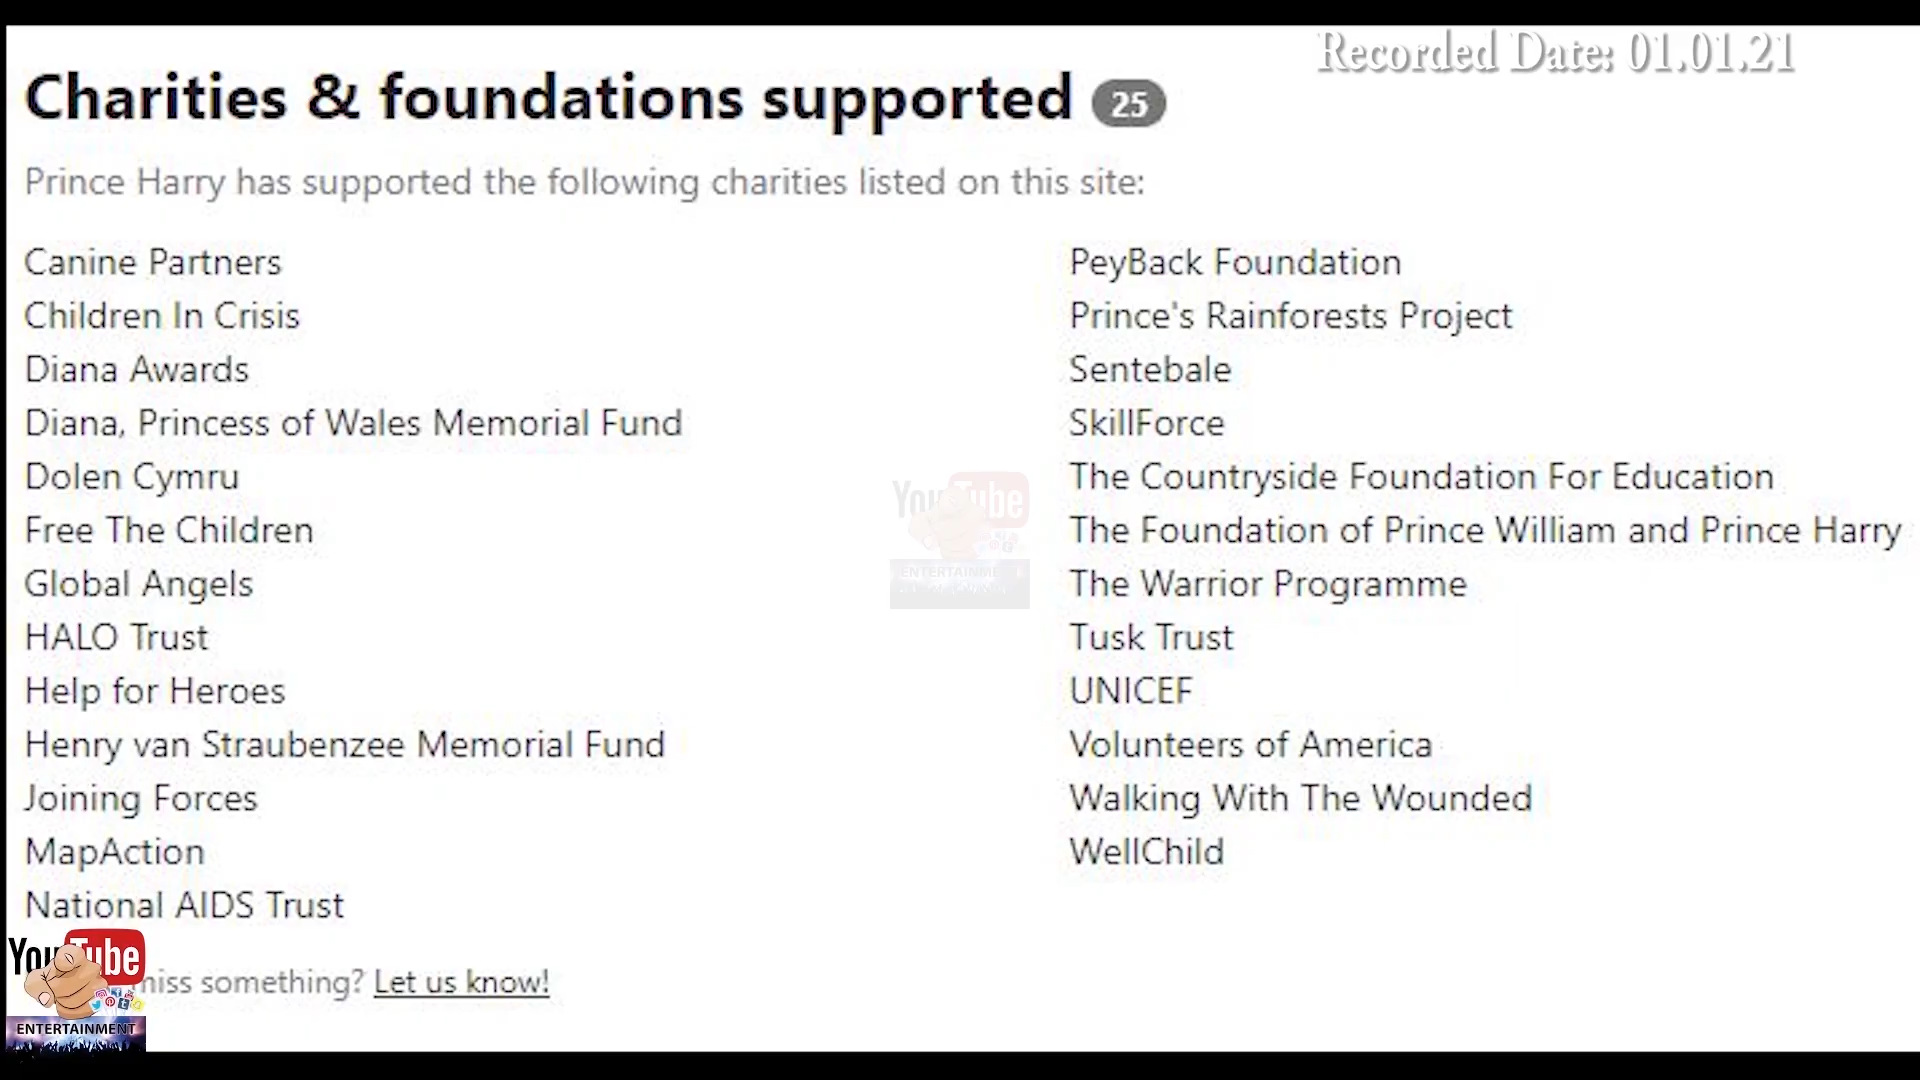 Recorded Date: 01.01.21
Charities & foundations supported 25
Prince Harry has supported the following charities listed on this site:
Canine Partners
Children In Crisis
Diana Awards
Diana, Princess of Wales Memorial Fund
Dolen Cymru
Free The Children
Global Angels
HALO Trust
Help for Heroes
Henry van Straubenzee Memorial Fund
Joining Forces
MapAction
National AIDS Trust
PeyBack Foundation
Prince's Rainforests Project
Sentebale
SkillForce
The Countryside Foundation For Education
The Foundation of Prince William and Prince Harry
The Warrior Programme
Tusk Trust
UNICEF
Volunteers of America
Walking With The Wounded
WellChild
YouTube
ENTERTAINMENT
miss something? Let us know!
YouTube
ENTERTAINMENT